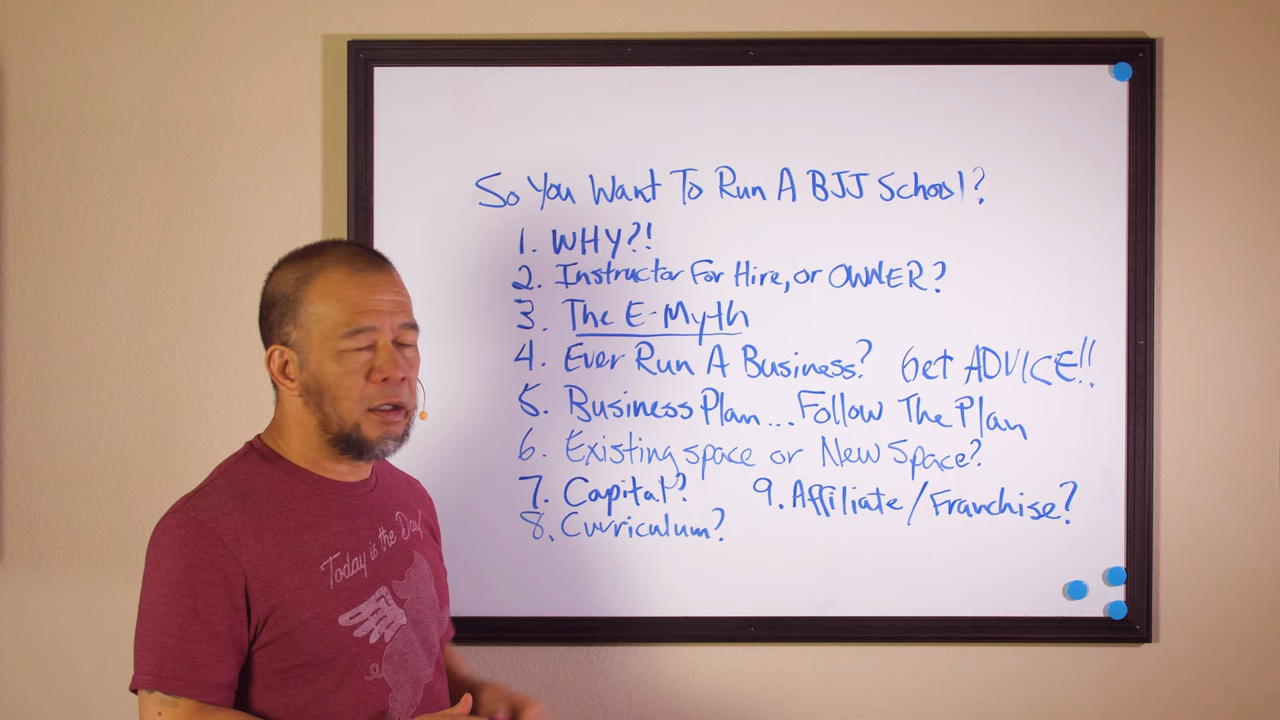 So You Want To Run A BJJ School?
1. WHY?!
2. Instructor For Hire, or OWNER?
3. The E-Myth
4. Ever Run A Business? Get ADVICE!!
5. Business Plan... Follow The Plan
6. Existing space or New Space?
7. Capital? 9. Affiliate/Franchise?
8. Curriculum?
Today is the Day